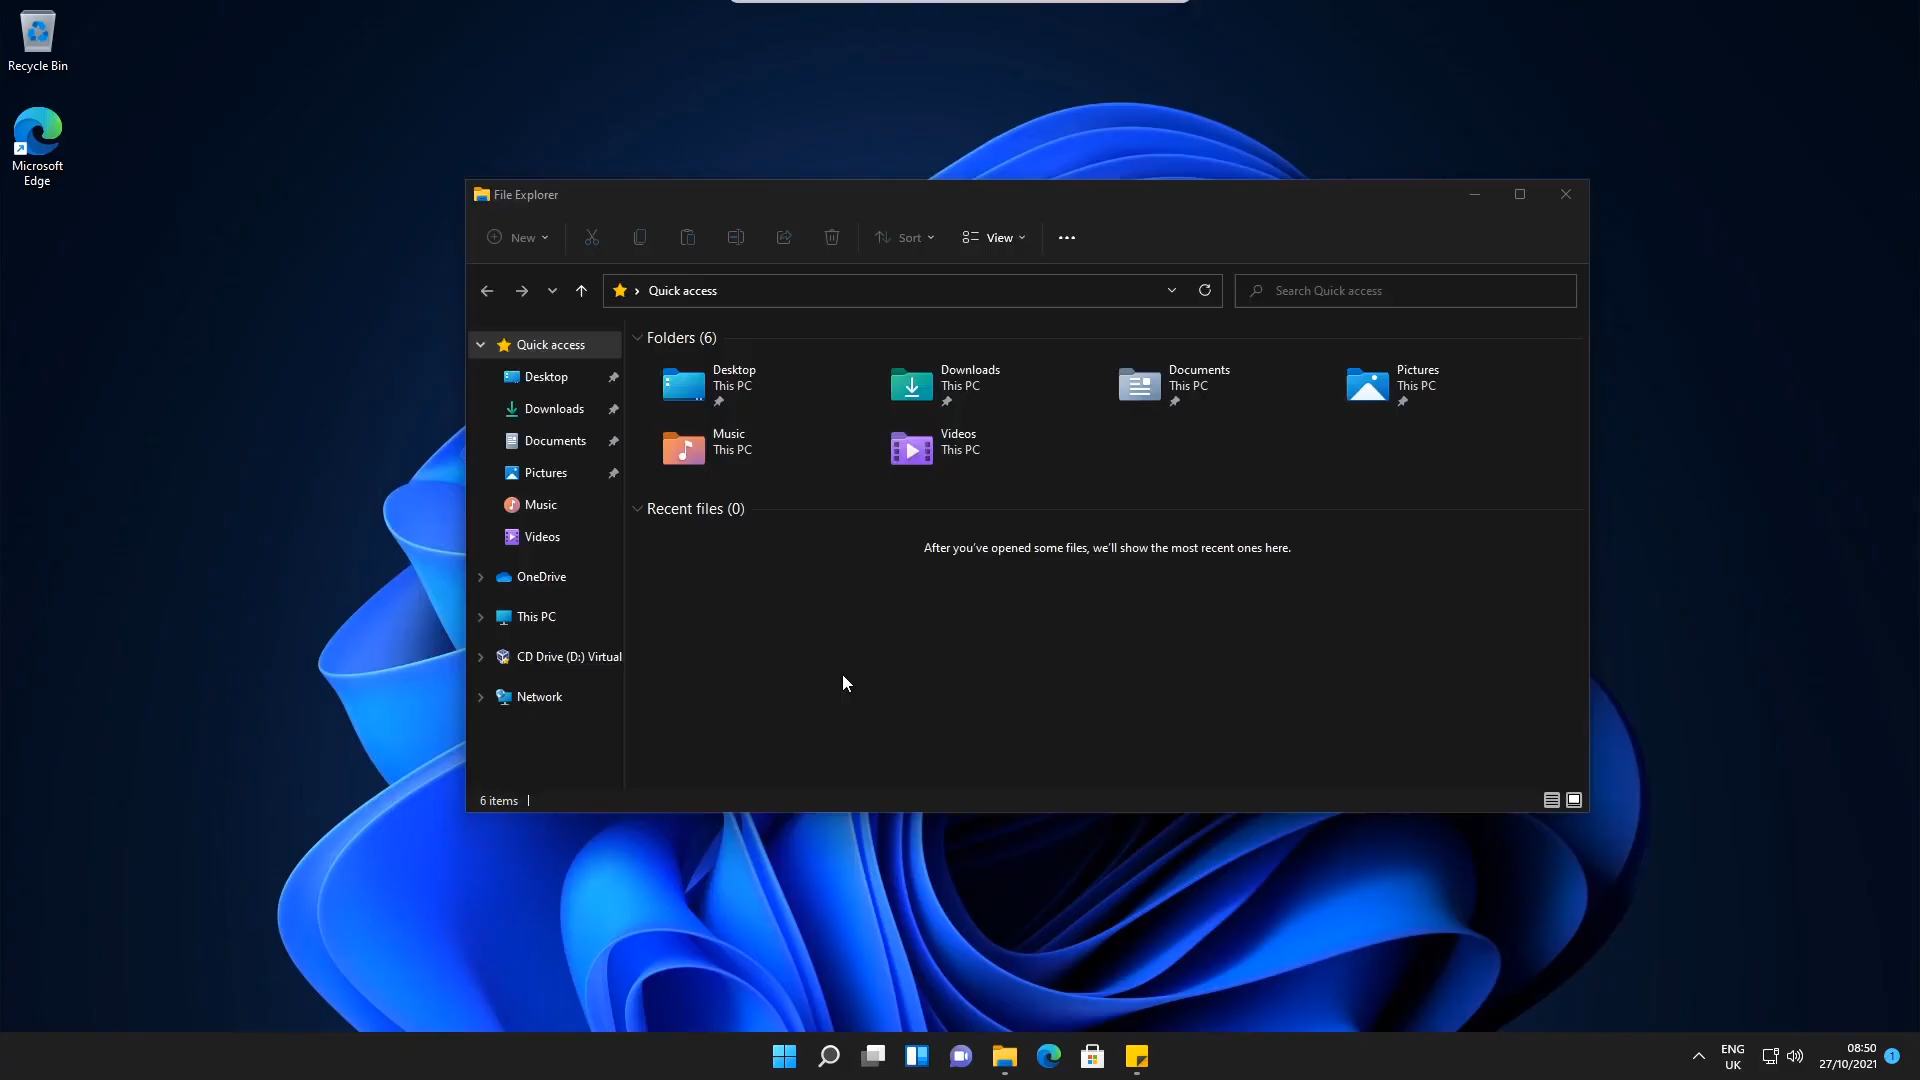 Recycle Bin
Microsoft
Edge
File Explorer
New
Sort
View
Quick access
Search Quick access
Quick access
Desktop
Downloads
Documents
Pictures
Music
Videos
OneDrive
This PC
CD Drive (D:) Virtual
Network
Folders (6)
Desktop
This PC
Downloads
This PC
Documents
This PC
Pictures
This PC
Music
This PC
Videos
This PC
Recent files (0)
After you've opened some files, we'll show the most recent ones here.
6 items
ENG
UK
08:50
27/10/2021
1